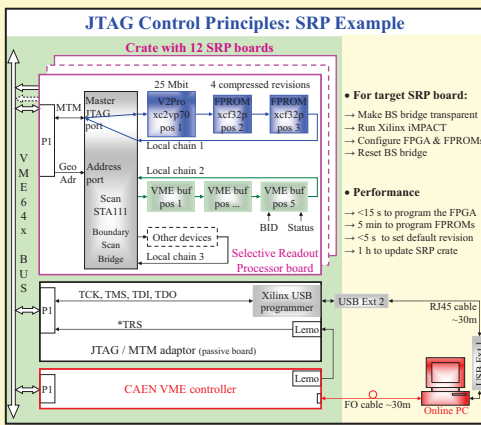 JTAG Control Principles: SRP Example
Crate with 12 SRP boards
25 Mbit
4 compressed revisions
MTM
Master
JTAG
port
V2Pro
xc2vp70
pos 1
FPROM
xcf32p
pos 2
FPROM
xcf32p
pos 3
P1
Local chain 1
Geo
Adr
Address
port
Local chain 2
Scan
STA111
VME buf
pos 1
VME buf
pos ...
VME buf
pos 5
BID
Status
Boundary
Scan
Bridge
Other devices
Local chain 3
Selective Readout
Processor board
VME64x BUS
• For target SRP board:
→ Make BS bridge transparent
→ Run Xilinx iMPACT
→ Configure FPGA & FPROMs
→ Reset BS bridge
• Performance
→ <15 s to program the FPGA
→ 5 min to program FPROMs
→ <5 s to set default revision
→ 1 h to update SRP crate
TCK, TMS, TDI, TDO
Xilinx USB
programmer
USB Ext 2
P1
*TRS
Lemo
RJ45 cable
~30m
JTAG / MTM adaptor (passive board)
USB Ext 1
Lemo
P1
CAEN VME controller
FO cable ~30m
Online PC